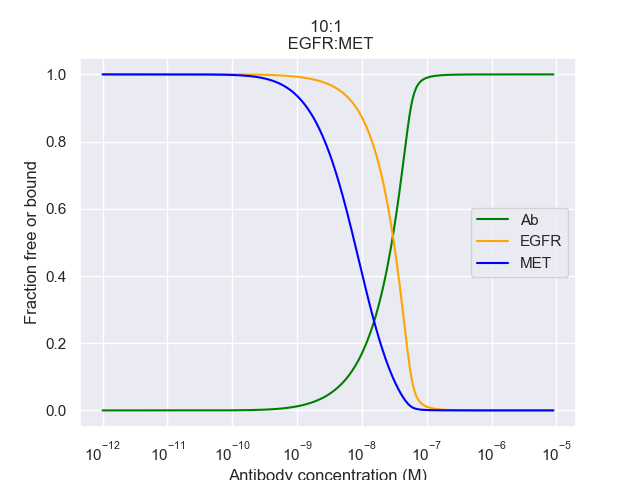 10:1
EGFR:MET
Fraction free or bound
1.0
0.8
0.6
0.4
0.2
0.0
Ab
EGFR
MET
10⁻¹² 10⁻¹¹ 10⁻¹⁰ 10⁻⁹ 10⁻⁸ 10⁻⁷ 10⁻⁶ 10⁻⁵
Antibody concentration (M)